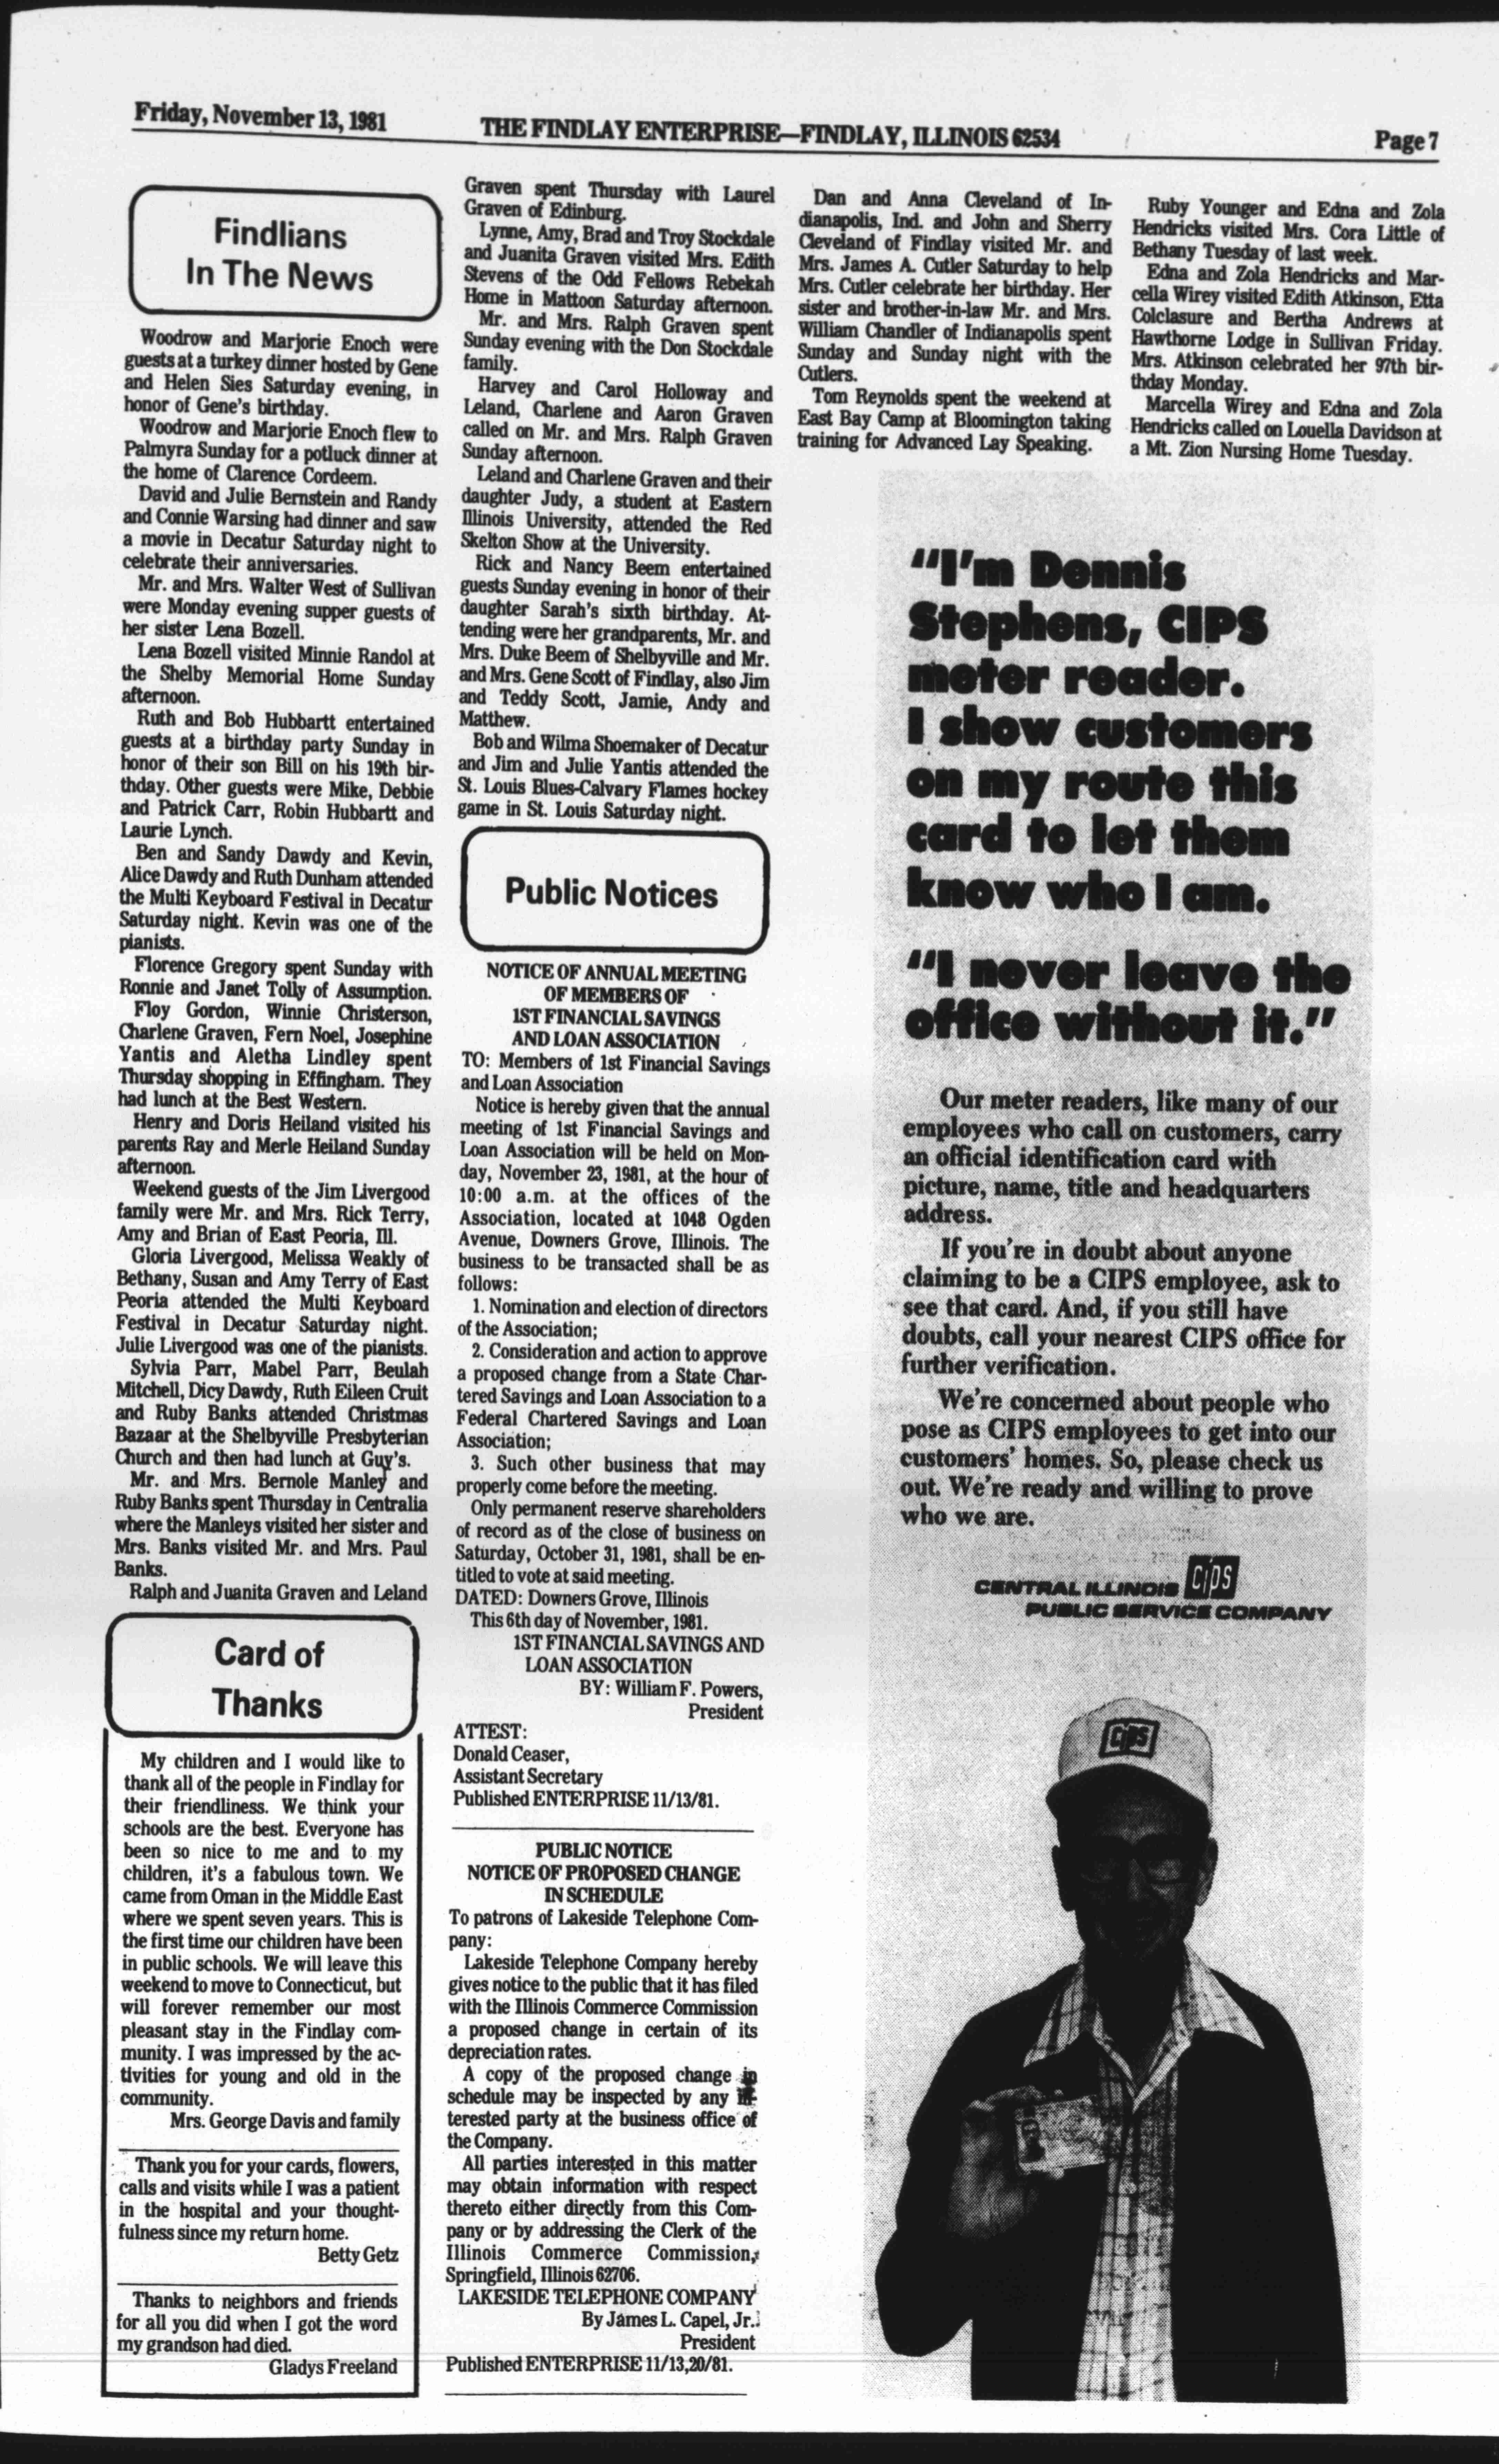 Friday, November 13, 1981
THE FINDLAY ENTERPRISE—FINDLAY, ILLINOIS 62534
Page 7
Findlians
In The News
Woodrow and Marjorie Enoch were
guests at a turkey dinner hosted by Gene
and Helen Sies Saturday evening, in
honor of Gene's birthday.
Woodrow and Marjorie Enoch flew to
Palmyra Sunday for a potluck dinner at
the home of Clarence Cordeem.
David and Julie Bernstein and Randy
and Connie Warsing had dinner and saw
a movie in Decatur Saturday night to
celebrate their anniversaries.
Mr. and Mrs. Walter West of Sullivan
were Monday evening supper guests of
her sister Lena Bozell.
Lena Bozell visited Minnie Randol at
the Shelby Memorial Home Sunday
afternoon.
Ruth and Bob Hubbartt entertained
guests at a birthday party Sunday in
honor of their son Bill on his 19th bir-
thday. Other guests were Mike, Debbie
and Patrick Carr, Robin Hubbartt and
Laurie Lynch.
Ben and Sandy Dawdy and Kevin,
Alice Dawdy and Ruth Dunham attended
the Multi Keyboard Festival in Decatur
Saturday night. Kevin was one of the
pianists.
Florence Gregory spent Sunday with
Ronnie and Janet Tolly of Assumption.
Floy Gordon, Winnie Christerson,
Charlene Graven, Fern Noel, Josephine
Yantis and Aletha Lindley spent
Thursday shopping in Effingham. They
had lunch at the Best Western.
Henry and Doris Heiland visited his
parents Ray and Merle Heiland Sunday
afternoon.
Weekend guests of the Jim Livergood
family were Mr. and Mrs. Rick Terry,
Amy and Brian of East Peoria, Ill.
Gloria Livergood, Melissa Weakly of
Bethany, Susan and Amy Terry of East
Peoria attended the Multi Keyboard
Festival in Decatur Saturday night.
Julie Livergood was one of the pianists.
Sylvia Parr, Mabel Parr, Beulah
Mitchell, Dicy Dawdy, Ruth Eileen Cruit
and Ruby Banks attended Christmas
Bazaar at the Shelbyville Presbyterian
Church and then had lunch at Guy's.
Mr. and Mrs. Bernole Manley and
Ruby Banks spent Thursday in Centralia
where the Manleys visited her sister and
Mrs. Banks visited Mr. and Mrs. Paul
Banks.
Ralph and Juanita Graven and Leland
Card of
Thanks
My children and I would like to
thank all of the people in Findlay for
their friendliness. We think your
schools are the best. Everyone has
been so nice to me and to my
children, it's a fabulous town. We
came from Oman in the Middle East
where we spent seven years. This is
the first time our children have been
in public schools. We will leave this
weekend to move to Connecticut, but
will forever remember our most
pleasant stay in the Findlay com-
munity. I was impressed by the ac-
tivities for young and old in the
community.
Mrs. George Davis and family
Thank you for your cards, flowers,
calls and visits while I was a patient
in the hospital and your thought-
fulness since my return home.
Betty Getz
Thanks to neighbors and friends
for all you did when I got the word
my grandson had died.
Gladys Freeland
Graven spent Thursday with Laurel
Graven of Edinburg.
Lynne, Amy, Brad and Troy Stockdale
and Juanita Graven visited Mrs. Edith
Stevens of the Odd Fellows Rebekah
Home in Mattoon Saturday afternoon.
Mr. and Mrs. Ralph Graven spent
Sunday evening with the Don Stockdale
family.
Harvey and Carol Holloway and
Leland, Charlene and Aaron Graven
called on Mr. and Mrs. Ralph Graven
Sunday afternoon.
Leland and Charlene Graven and their
daughter Judy, a student at Eastern
Illinois University, attended the Red
Skelton Show at the University.
Rick and Nancy Beem entertained
guests Sunday evening in honor of their
daughter Sarah's sixth birthday. At-
tending were her grandparents, Mr. and
Mrs. Duke Beem of Shelbyville and Mr.
and Mrs. Gene Scott of Findlay, also Jim
and Teddy Scott, Jamie, Andy and
Matthew.
Bob and Wilma Shoemaker of Decatur
and Jim and Julie Yantis attended the
St. Louis Blues-Calvary Flames hockey
game in St. Louis Saturday night.
Public Notices
NOTICE OF ANNUAL MEETING
OF MEMBERS OF
1ST FINANCIAL SAVINGS
AND LOAN ASSOCIATION
TO: Members of 1st Financial Savings
and Loan Association
Notice is hereby given that the annual
meeting of 1st Financial Savings and
Loan Association will be held on Mon-
day, November 23, 1981, at the hour of
10:00 a.m. at the offices of the
Association, located at 1048 Ogden
Avenue, Downers Grove, Illinois. The
business to be transacted shall be as
follows:
1. Nomination and election of directors
of the Association;
2. Consideration and action to approve
a proposed change from a State Char-
tered Savings and Loan Association to a
Federal Chartered Savings and Loan
Association;
3. Such other business that may
properly come before the meeting.
Only permanent reserve shareholders
of record as of the close of business on
Saturday, October 31, 1981, shall be en-
titled to vote at said meeting.
DATED: Downers Grove, Illinois
This 6th day of November, 1981.
1ST FINANCIAL SAVINGS AND
LOAN ASSOCIATION
BY: William F. Powers,
President
ATTEST:
Donald Ceaser,
Assistant Secretary
Published ENTERPRISE 11/13/81.
PUBLIC NOTICE
NOTICE OF PROPOSED CHANGE
IN SCHEDULE
To patrons of Lakeside Telephone Com-
pany:
Lakeside Telephone Company hereby
gives notice to the public that it has filed
with the Illinois Commerce Commission
a proposed change in certain of its
depreciation rates.
A copy of the proposed change in
schedule may be inspected by any in-
terested party at the business office of
the Company.
All parties interested in this matter
may obtain information with respect
thereto either directly from this Com-
pany or by addressing the Clerk of the
Illinois Commerce Commission,
Springfield, Illinois 62706.
LAKESIDE TELEPHONE COMPANY
By James L. Capel, Jr.
President
Published ENTERPRISE 11/13,20/81.
Dan and Anna Cleveland of In-
dianapolis, Ind. and John and Sherry
Cleveland of Findlay visited Mr. and
Mrs. James A. Cutler Saturday to help
Mrs. Cutler celebrate her birthday. Her
sister and brother-in-law Mr. and Mrs.
William Chandler of Indianapolis spent
Sunday and Sunday night with the
Cutlers.
Tom Reynolds spent the weekend at
East Bay Camp at Bloomington taking
training for Advanced Lay Speaking.
Ruby Younger and Edna and Zola
Hendricks visited Mrs. Cora Little of
Bethany Tuesday of last week.
Edna and Zola Hendricks and Mar-
cella Wirey visited Edith Atkinson, Etta
Colclasure and Bertha Andrews at
Hawthorne Lodge in Sullivan Friday.
Mrs. Atkinson celebrated her 97th bir-
thday Monday.
Marcella Wirey and Edna and Zola
Hendricks called on Louella Davidson at
a Mt. Zion Nursing Home Tuesday.
"I'm Dennis
Stephens, CIPS
meter reader.
I show customers
on my route this
card to let them
know who I am.
"I never leave the
office without it."
Our meter readers, like many of our
employees who call on customers, carry
an official identification card with
picture, name, title and headquarters
address.
If you're in doubt about anyone
claiming to be a CIPS employee, ask to
see that card. And, if you still have
doubts, call your nearest CIPS office for
further verification.
We're concerned about people who
pose as CIPS employees to get into our
customers' homes. So, please check us
out. We're ready and willing to prove
who we are.
CENTRAL ILLINOIS CIPS
PUBLIC SERVICE COMPANY
CIPS